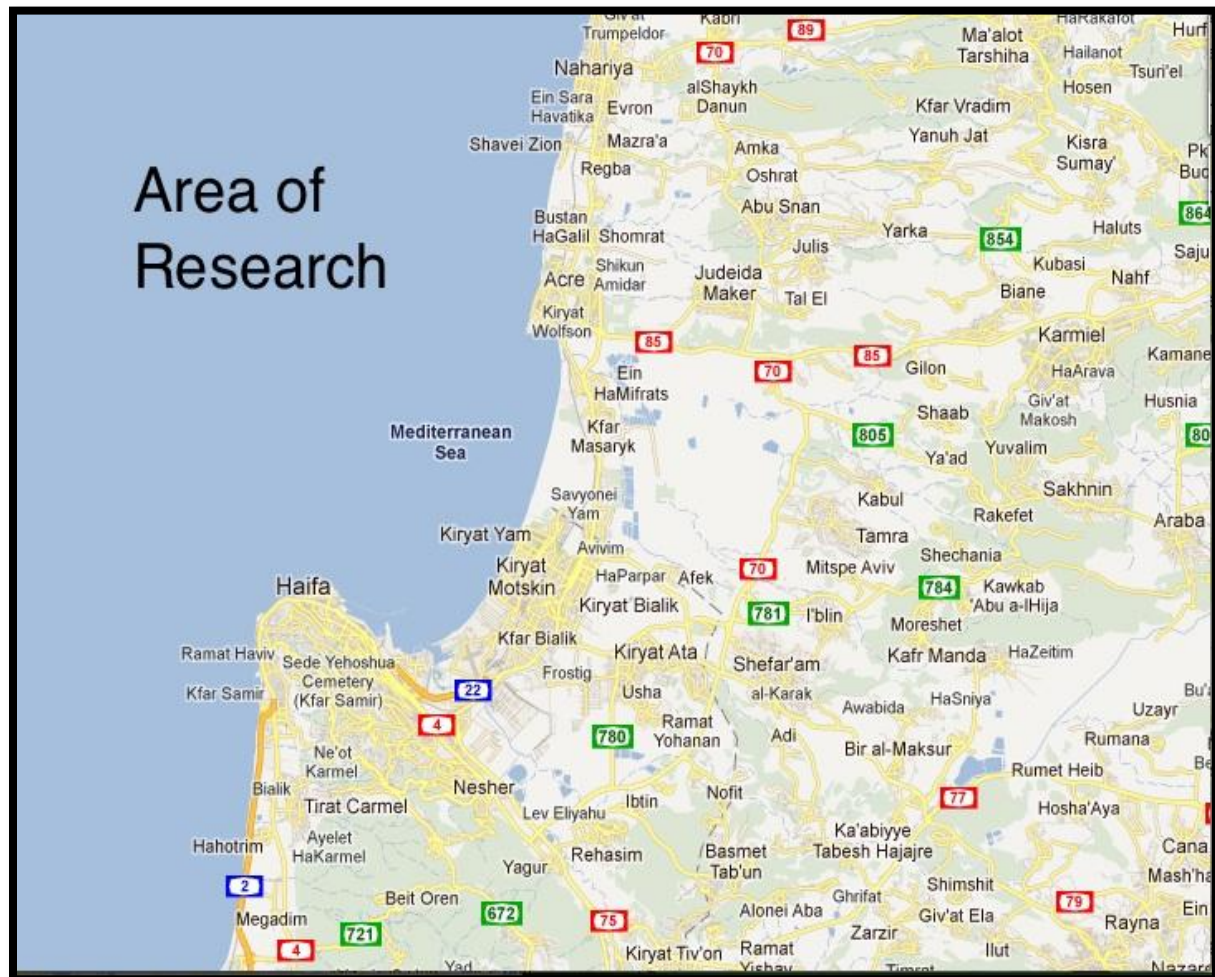 Area of
Research
Giv'at
Trumpeldor
Kabri
89
70
HaRakafot
Ma'alot
Tarshiha
Hailanot
Tsuri'el
Nahariya
Ein Sara
Havatika
Evron
alShaykh
Danun
Kfar Vradim
Hosen
Shavei Zion
Mazra'a
Regba
Amka
Oshrat
Yanuh Jat
Kisra
Sumay'
Bustan
HaGalil
Shomrat
Abu Snan
Yarka
854
Haluts
864
Julis
Kubasi
Saju
Acre
Shikun
Amidar
Judeida
Maker
Tal El
Biane
Nahf
Kiryat
Wolfson
85
70
85
Karmiel
Gilon
HaArava
Kamane
Ein
HaMifrats
Shaab
Giv'at
Makosh
Husnia
Mediterranean
Sea
Kfar
Masaryk
805
Ya'ad
Yuvalim
80
Savyonei
Yam
Kabul
Sakhnin
Rakefet
Araba
Kiryat Yam
Avivim
Tamra
Shechania
Haifa
Kiryat
Motskin
HaParpar
Afek
70
Mitspe Aviv
784
Kawkab
'Abu a-lHija
Kiryat Bialik
781
I'blin
Moreshet
Ramat Haviv
Sede Yehoshua
Cemetery
(Kfar Samir)
Kfar Bialik
Kiryat Ata
Shefar'am
Kafr Manda
HaZeitim
Kfar Samir
22
Frostig
Usha
al-Karak
HaSniya
Bu'a
4
Awabida
Uzayr
Ne'ot
Karmel
780
Ramat
Yohanan
Adi
Bir al-Maksur
Rumana
Bialik
Tirat Carmel
Nesher
Lev Eliyahu
Ibtin
Nofit
77
Rumet Heib
Hosha'Aya
Hahotrim
Ayelet
HaKarmel
Yagur
Rehasim
Basmet
Tab'un
Ka'abiyye
Tabesh Hajajre
Cana
Mash'ha
2
Megadim
Beit Oren
672
75
Alonei Aba
Ghrifat
Shimshit
Giv'at Ela
79
Rayna
Ein
4
721
Kiryat Tiv'on
Ramat
Yishay
Zarzir
Ilut